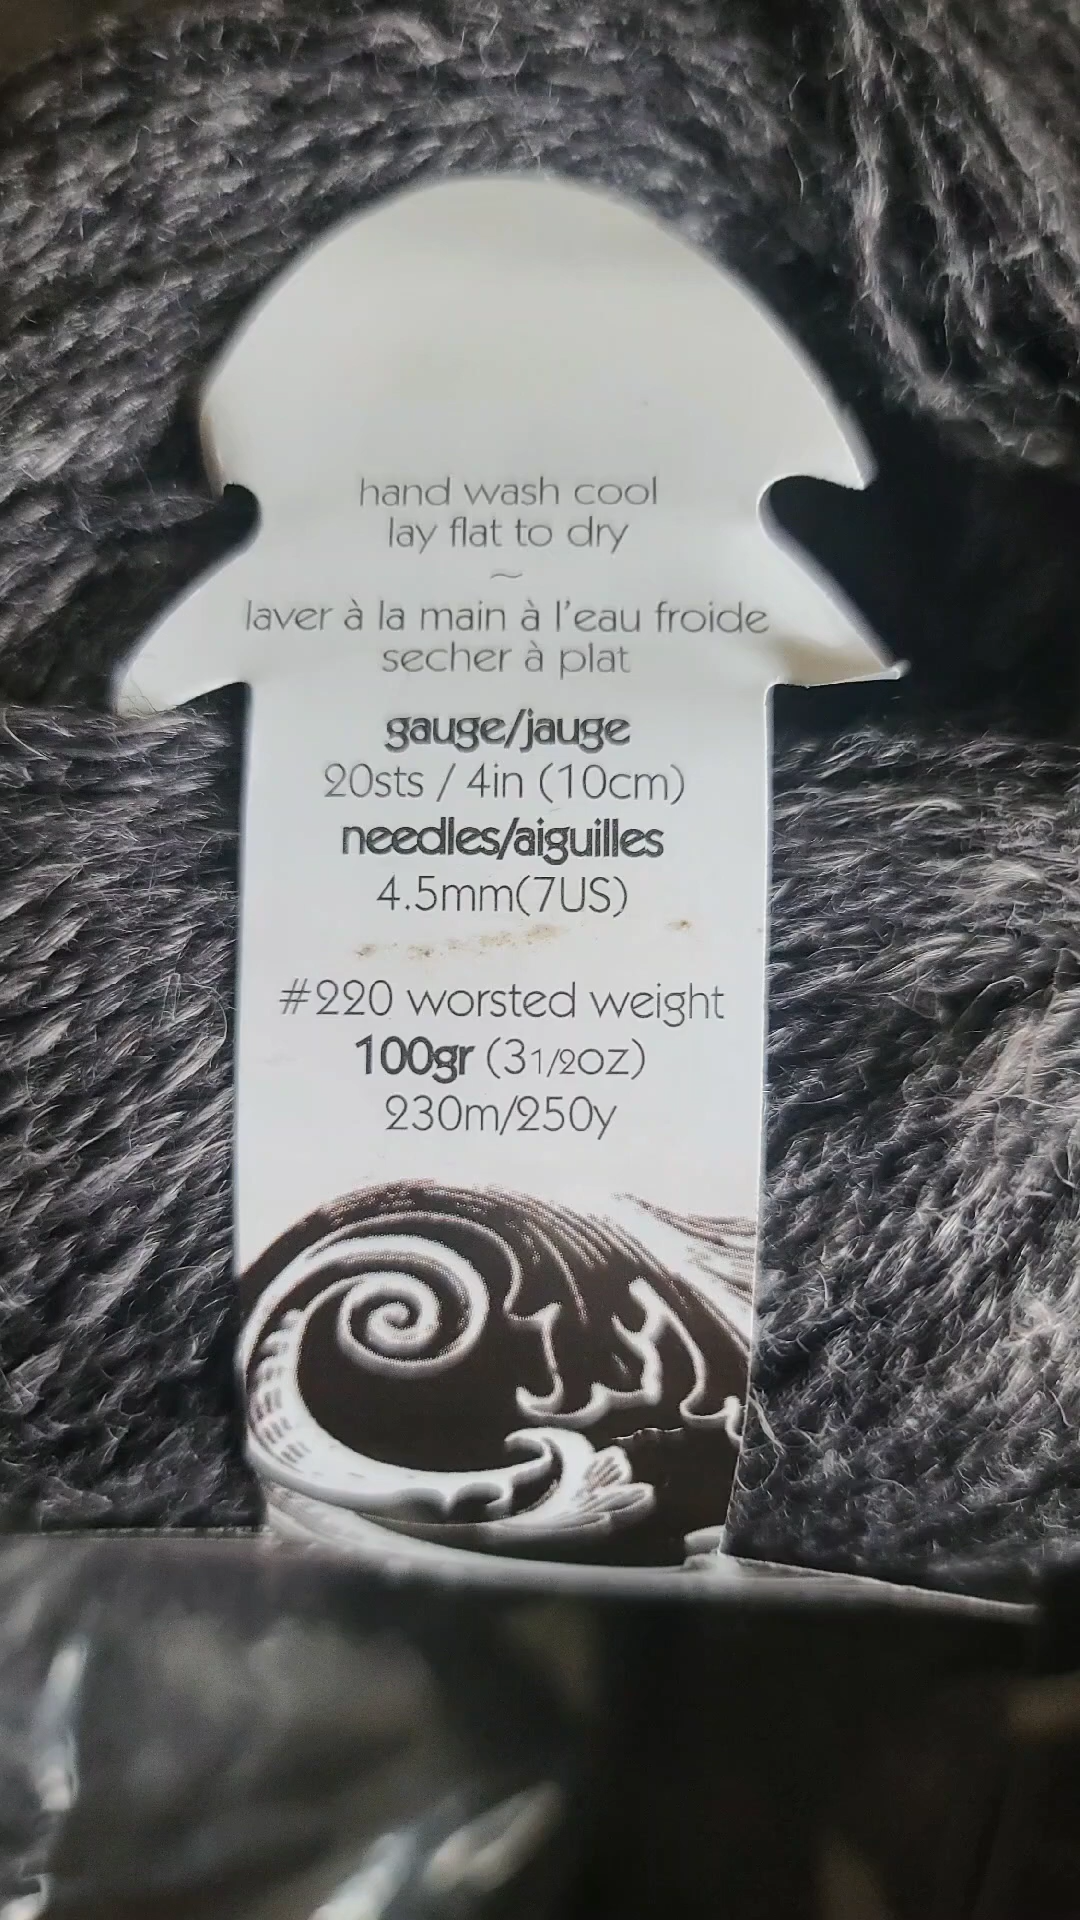 hand wash cool
lay flat to dry
~
laver à la main à l'eau froide
secher à plat
gauge/jauge
20sts / 4in (10cm)
needles/aiguilles
4.5mm(7US)
#220 worsted weight
100gr (31/2OZ)
230m/250y